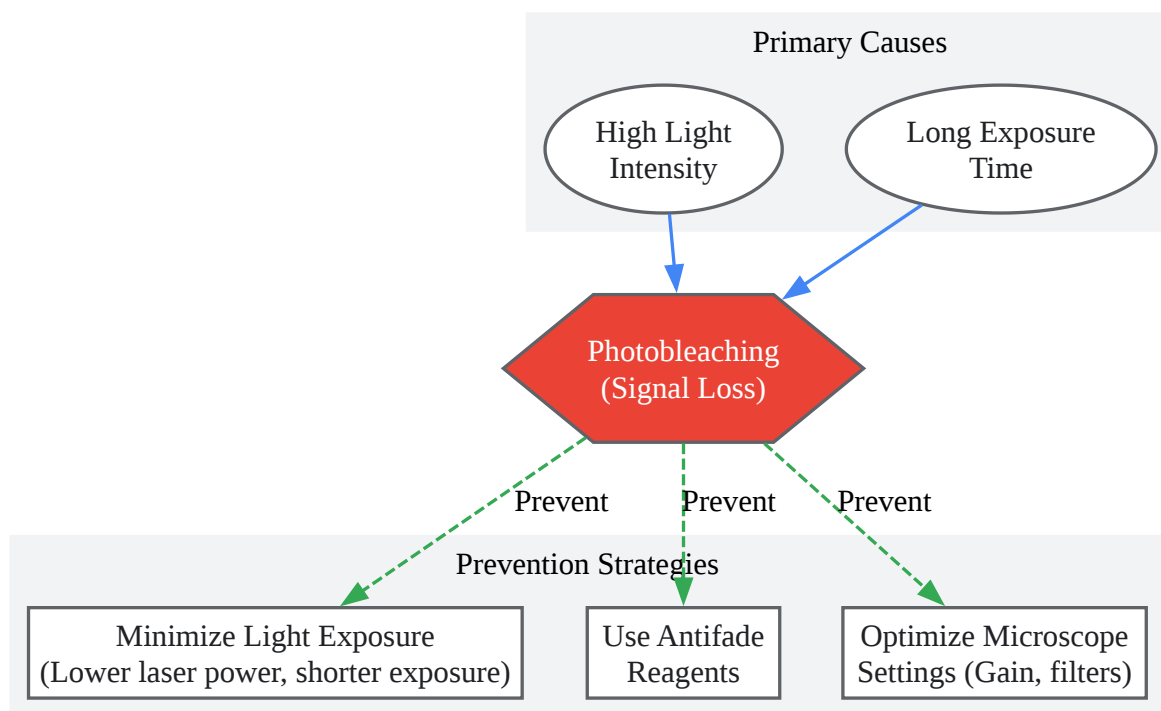 Primary Causes
High Light
Intensity
Long Exposure
Time
Photobleaching
(Signal Loss)
Prevent
Prevent
Prevent
Prevention Strategies
Minimize Light Exposure
(Lower laser power, shorter exposure)
Use Antifade
Reagents
Optimize Microscope
Settings (Gain, filters)